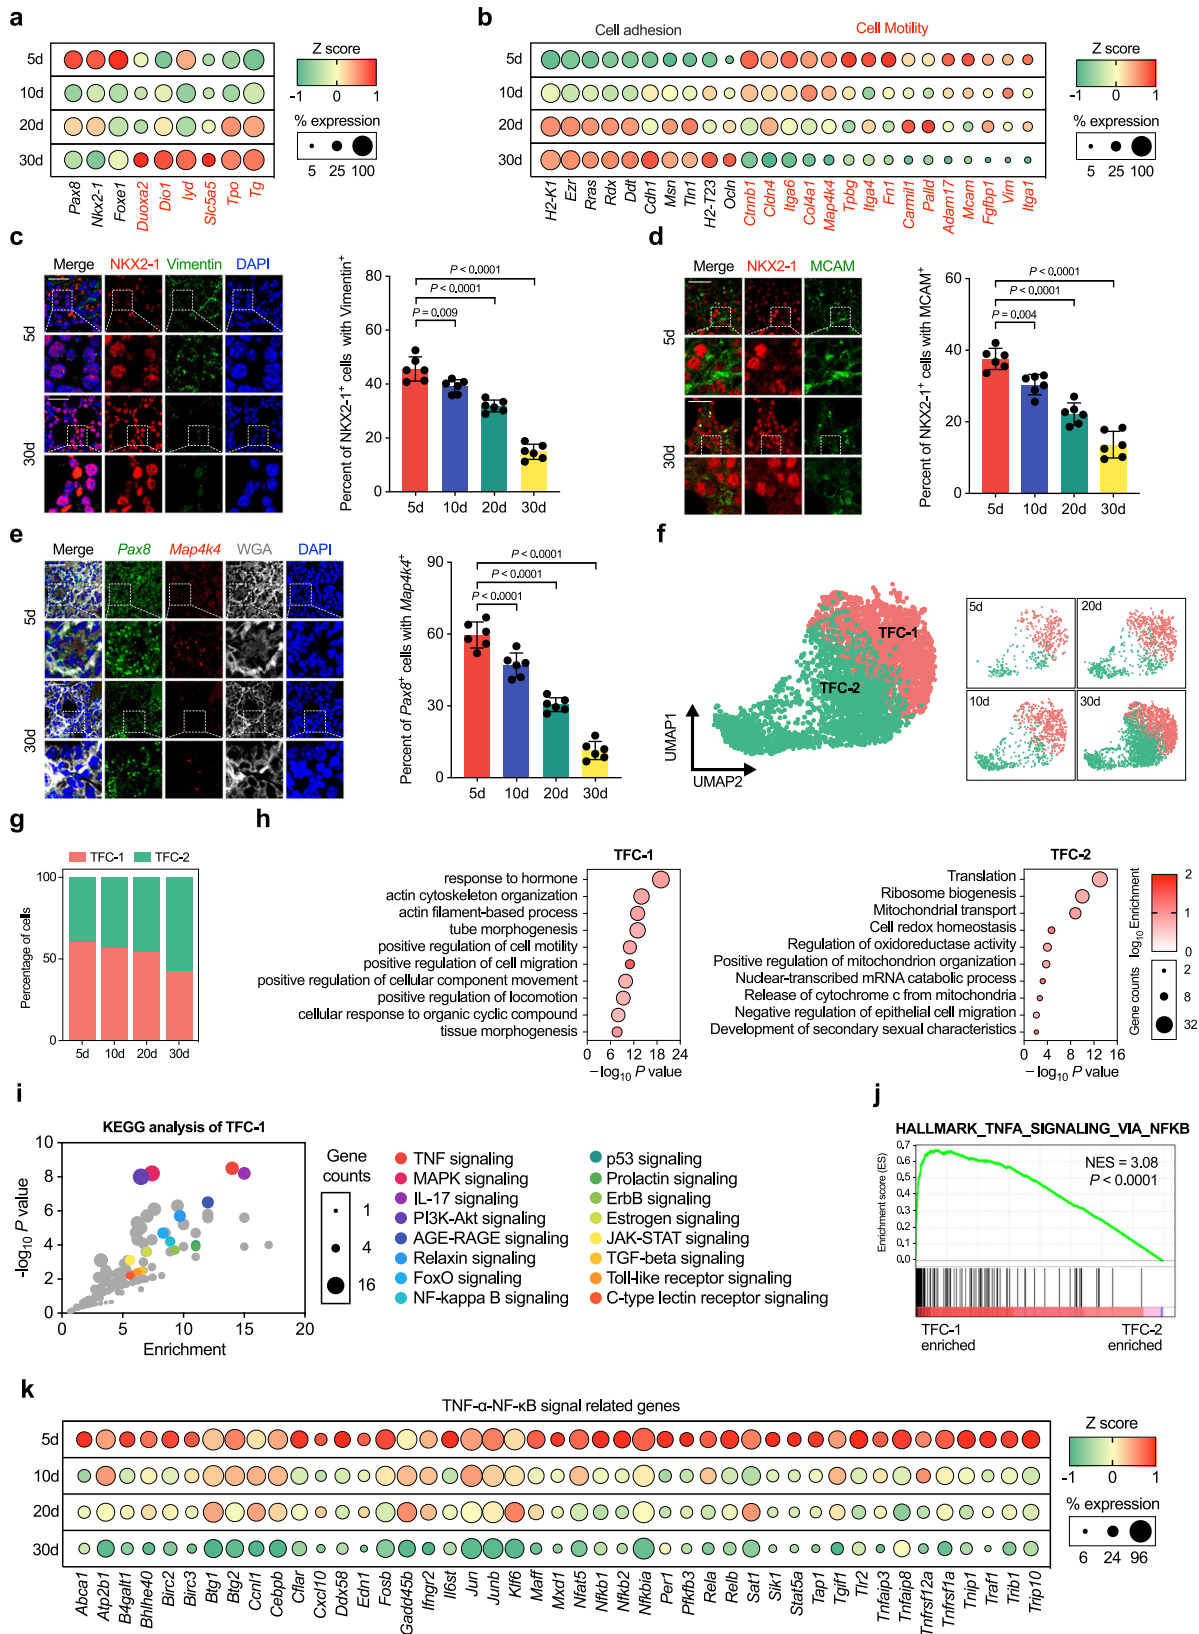 a
5d
10d
20d
30d
Pax8
Nkx2-1
Foxe1
Duoxa2
Dio1
Iyd
Slc5a5
Tpo
Tg
Z score
-1 0 1
% expression
5 25 100
b
Cell adhesion
Cell Motility
5d
10d
20d
30d
H2-K1
Ezr
Rras
Rdx
Ddt
Cdh1
Msn
Tln1
H2-T23
Ocln
Ctnnb1
Cldn4
Itga6
Col4a1
Map4k4
Tpbg
Itga4
Fn1
Carmil1
Palld
Adam17
Mcam
Fgfbp1
Vim
Itga1
Z score
-1 0 1
% expression
5 25 100
c
Merge NKX2-1 Vimentin DAPI
5d
30d
Percent of NKX2-1+ cells with Vimentin+
80
60
40
20
0
P < 0.0001
P < 0.0001
P = 0.009
5d 10d 20d 30d
d
Merge NKX2-1 MCAM
5d
30d
Percent of NKX2-1+ cells with MCAM+
60
40
20
0
P < 0.0001
P < 0.0001
P = 0.004
5d 10d 20d 30d
e
Merge Pax8 Map4k4 WGA DAPI
5d
30d
Percent of Pax8+ cells with Map4k4+
90
60
30
0
P < 0.0001
P < 0.0001
P < 0.0001
5d 10d 20d 30d
f
TFC-1
TFC-2
UMAP1
UMAP2
5d
20d
10d
30d
g
TFC-1 TFC-2
Percentage of cells
100
50
0
5d 10d 20d 30d
h
TFC-1
response to hormone
actin cytoskeleton organization
actin filament-based process
tube morphogenesis
positive regulation of cell motility
positive regulation of cell migration
positive regulation of cellular component movement
positive regulation of locomotion
cellular response to organic cyclic compound
tissue morphogenesis
0 6 12 18 24
−log10 P value
TFC-2
Translation
Ribosome biogenesis
Mitochondrial transport
Cell redox homeostasis
Regulation of oxidoreductase activity
Positive regulation of mitochondrion organization
Nuclear-transcribed mRNA catabolic process
Release of cytochrome c from mitochondria
Negative regulation of epithelial cell migration
Development of secondary sexual characteristics
0 4 8 12 16
−log10 P value
log10 Enrichment
2
1
0
Gene counts
2
8
32
i
KEGG analysis of TFC-1
-log10 P value
10
8
6
4
2
0
0 5 10 15 20
Enrichment
Gene
counts
1
4
16
TNF signaling
MAPK signaling
IL-17 signaling
PI3K-Akt signaling
AGE-RAGE signaling
Relaxin signaling
FoxO signaling
NF-kappa B signaling
p53 signaling
Prolactin signaling
ErbB signaling
Estrogen signaling
JAK-STAT signaling
TGF-beta signaling
Toll-like receptor signaling
C-type lectin receptor signaling
j
HALLMARK_TNFA_SIGNALING_VIA_NFKB
Enrichment score (ES)
0.7
0.6
0.5
0.4
0.3
0.2
0.1
0.0
NES = 3.08
P < 0.0001
TFC-1
enriched
TFC-2
enriched
k
TNF-α-NF-κB signal related genes
5d
10d
20d
30d
Abca1
Atp2b1
B4galt1
Bhlhe40
Birc2
Birc3
Btg1
Btg2
Ccnl1
Cebpb
Cflar
Cxcl10
Ddx58
Edn1
Fosb
Gadd45b
Ifngr2
Il6st
Jun
Junb
Klf6
Maff
Mxd1
Nfat5
Nfkb1
Nfkb2
Nfkbia
Per1
Pfkfb3
Rela
Relb
Sat1
Sik1
Stat5a
Tap1
Tgif1
Tlr2
Tnfaip3
Tnfaip8
Tnfrsf12a
Tnfrsf1a
Tnip1
Traf1
Trib1
Trip10
Z score
-1 0 1
% expression
6 24 96